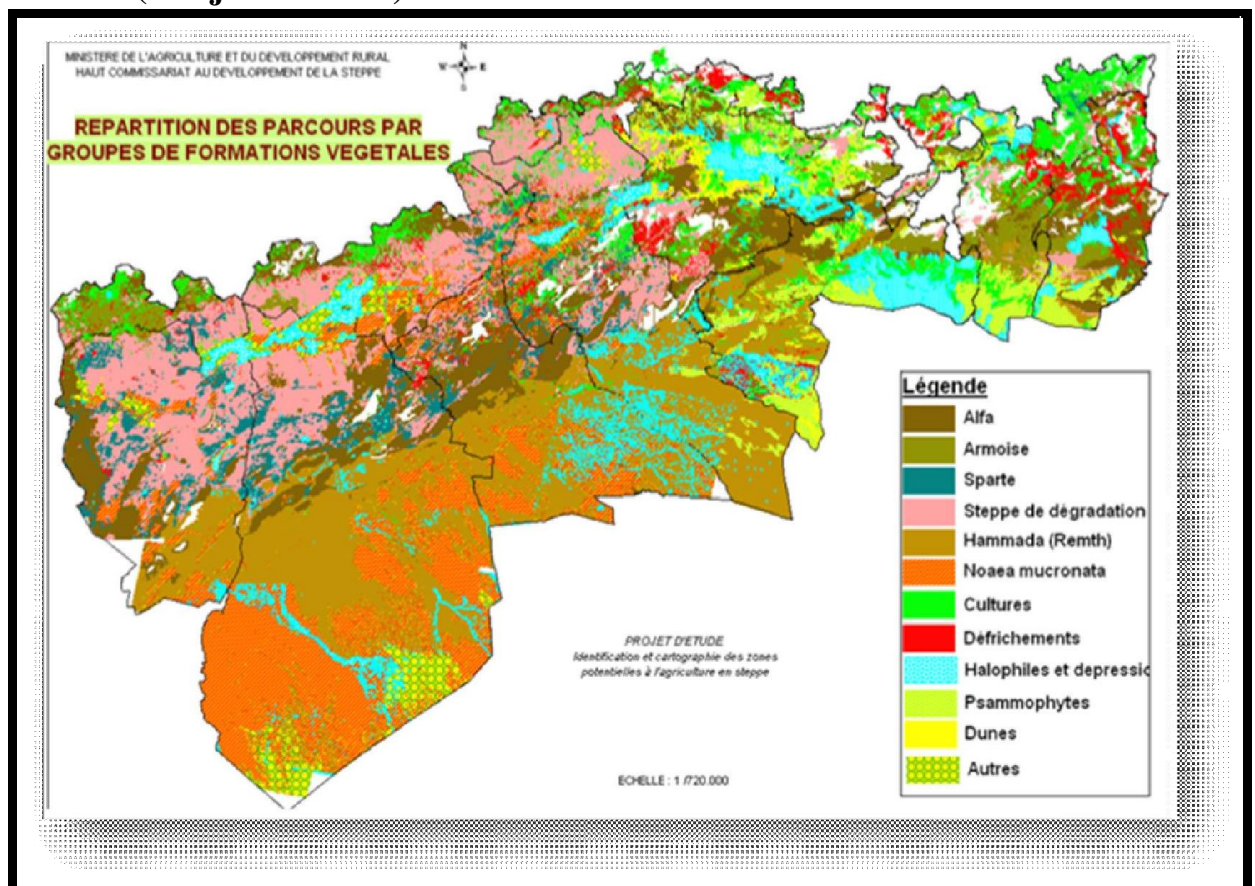 MINISTERE DE L'AGRICULTURE ET DU DEVELOPPEMENT RURAL
HAUT COMMISSARIAT AU DEVELOPPEMENT DE LA STEPPE
N
W E
S
REPARTITION DES PARCOURS PAR
GROUPES DE FORMATIONS VEGETALES
Légende
Alfa
Armoise
Sparte
Steppe de dégradation
Hammada (Remth)
Noaea mucronata
Cultures
Défrichements
Halophiles et depressio
Psammophytes
Dunes
Autres
PROJET D'ETUDE
Identification et cartographie des zones
potentielles à l'agriculture en steppe
ECHELLE : 1 /720.000